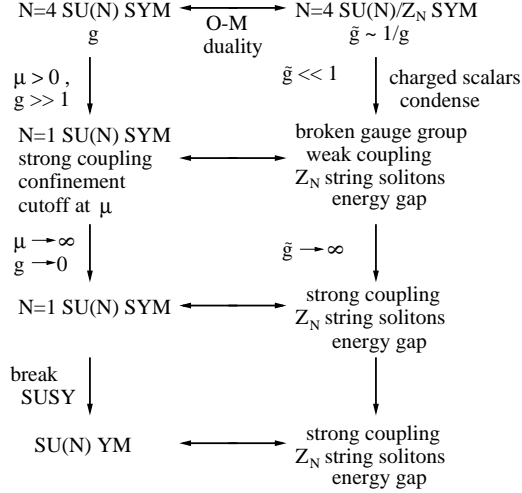 N=4 SU(N) SYM
g
O-M
duality
N=4 SU(N)/Z_N SYM
g̃ ~ 1/g
μ > 0 ,
g >> 1
g̃ << 1
charged scalars
condense
N=1 SU(N) SYM
strong coupling
confinement
cutoff at μ
broken gauge group
weak coupling
Z_N string solitons
energy gap
μ → ∞
g → 0
g̃ → ∞
N=1 SU(N) SYM
strong coupling
Z_N string solitons
energy gap
break
SUSY
SU(N) YM
strong coupling
Z_N string solitons
energy gap